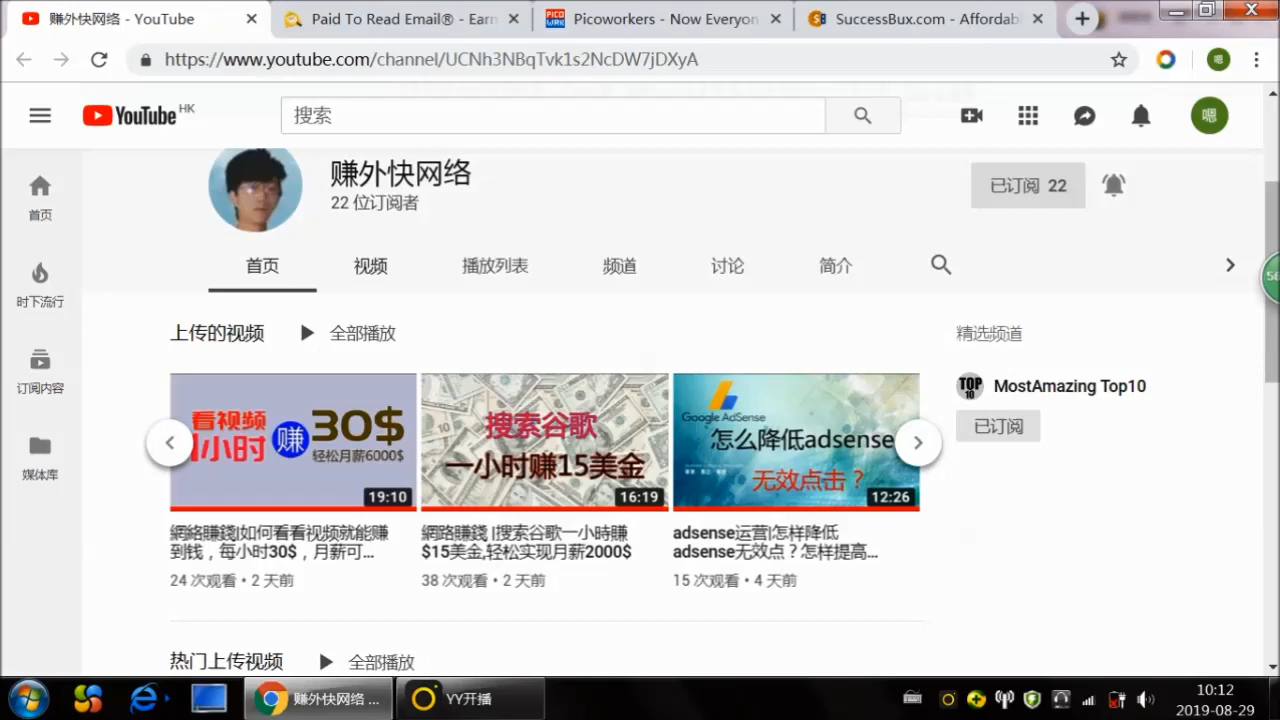 赚外快网络 - YouTube
Paid To Read Email® - Earn
Picoworkers - Now Everyon
SuccessBux.com - Affordab
https://www.youtube.com/channel/UCNh3NBqTvk1s2NcDW7jDXyA
嗯
YouTube HK
搜索
嗯
首页
时下流行
订阅内容
媒体库
赚外快网络
22 位订阅者
已订阅 22
首页
视频
播放列表
频道
讨论
简介
上传的视频
全部播放
看视频
1小时
赚
30$
轻松月薪6000$
19:10
網絡賺錢|如何看看视频就能赚
到钱，每小时30$，月薪可...
24 次观看 • 2 天前
搜索谷歌
一小时赚15美金
16:19
網路賺錢 |搜索谷歌一小時賺
$15美金,轻松实现月薪2000$
38 次观看 • 2 天前
Google AdSense
怎么降低adsense
无效点击？
12:26
adsense运营|怎样降低
adsense无效点？怎样提高...
15 次观看 • 4 天前
精选频道
TOP 10
MostAmazing Top10
已订阅
热门上传视频
全部播放
56
赚外快网络 ...
YY开播
10:12
2019-08-29